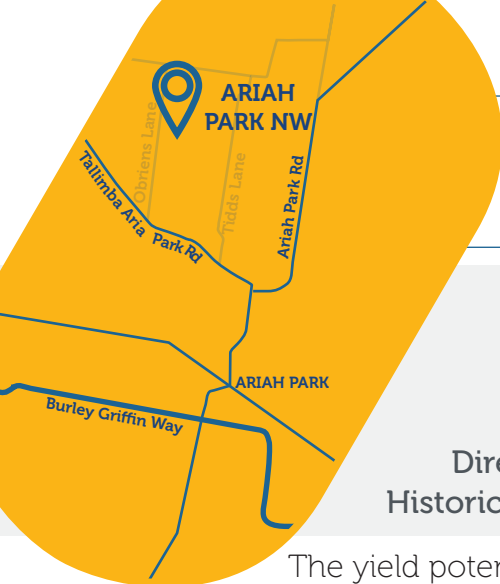 ARIAH
PARK NW
Obriens Lane
Tidds Lane
Ariah Park Rd
Tallimba Aria Park Rd
ARIAH PARK
Burley Griffin Way
Dire
Historic
The yield poten